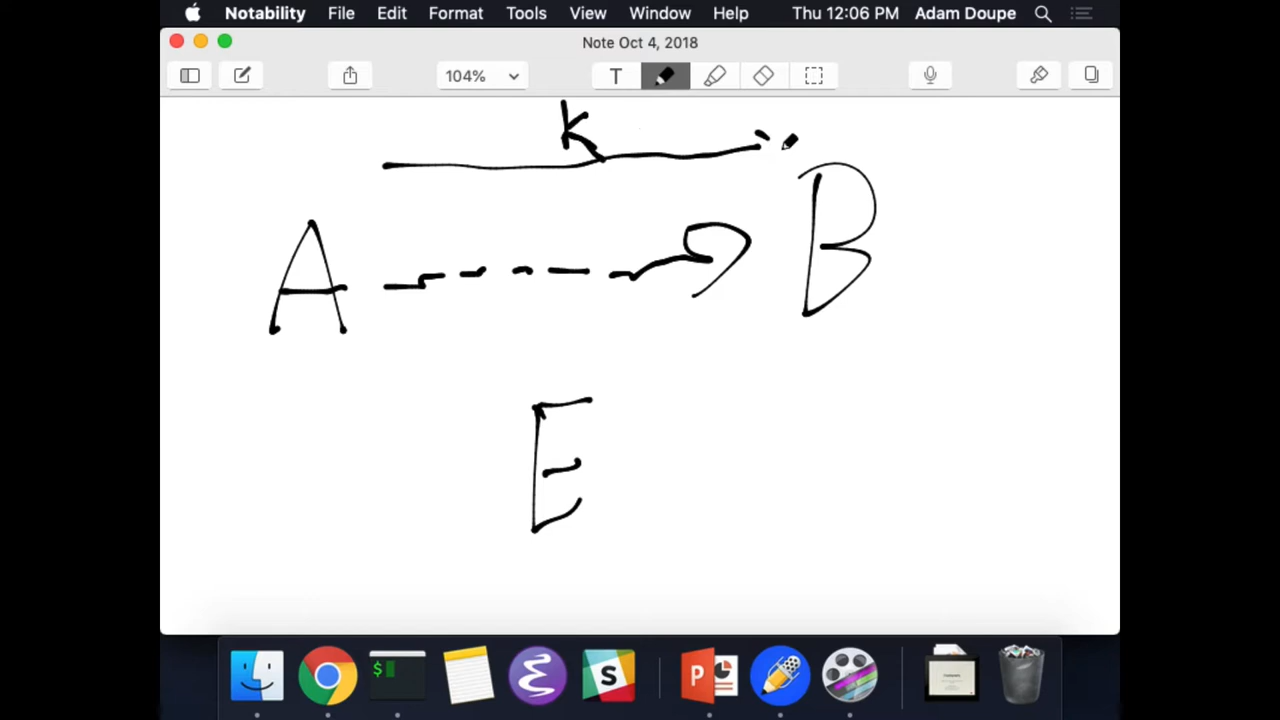 Notability File Edit Format Tools View Window Help Thu 12:06 PM Adam Doupe
Note Oct 4, 2018
104% T
k
A B
E
$
S
P